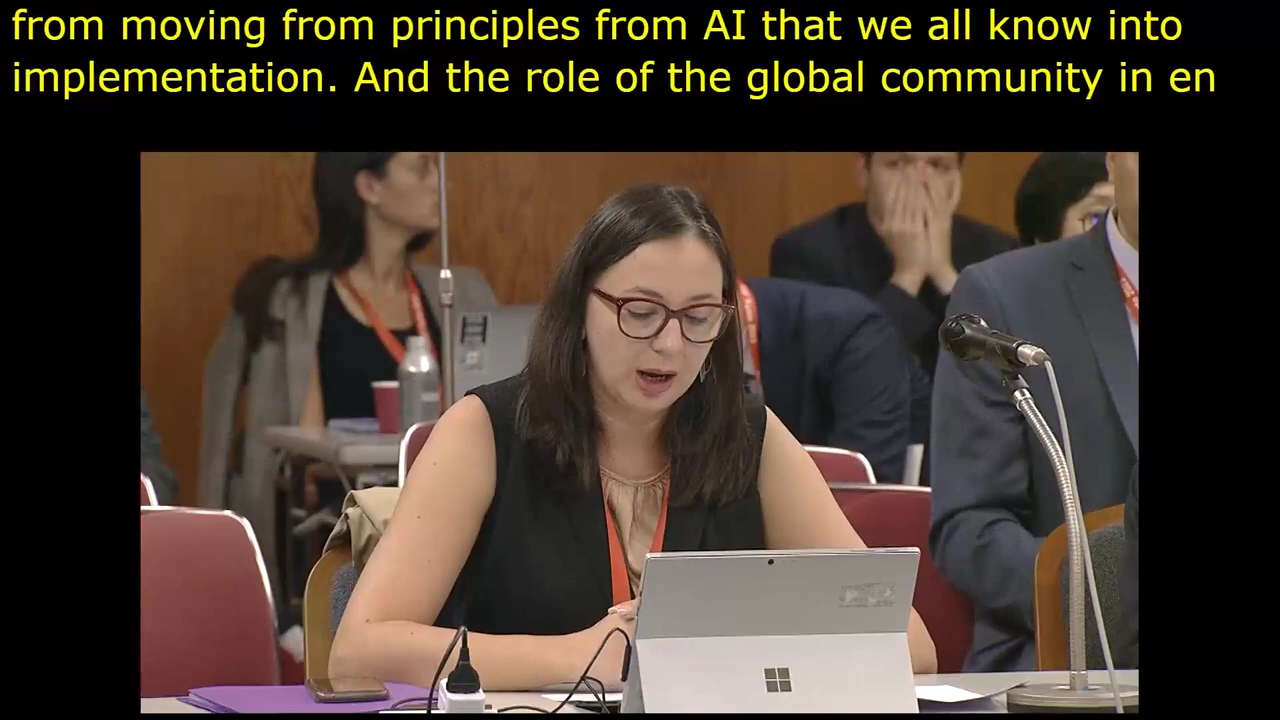 from moving from principles from AI that we all know into
implementation. And the role of the global community in en